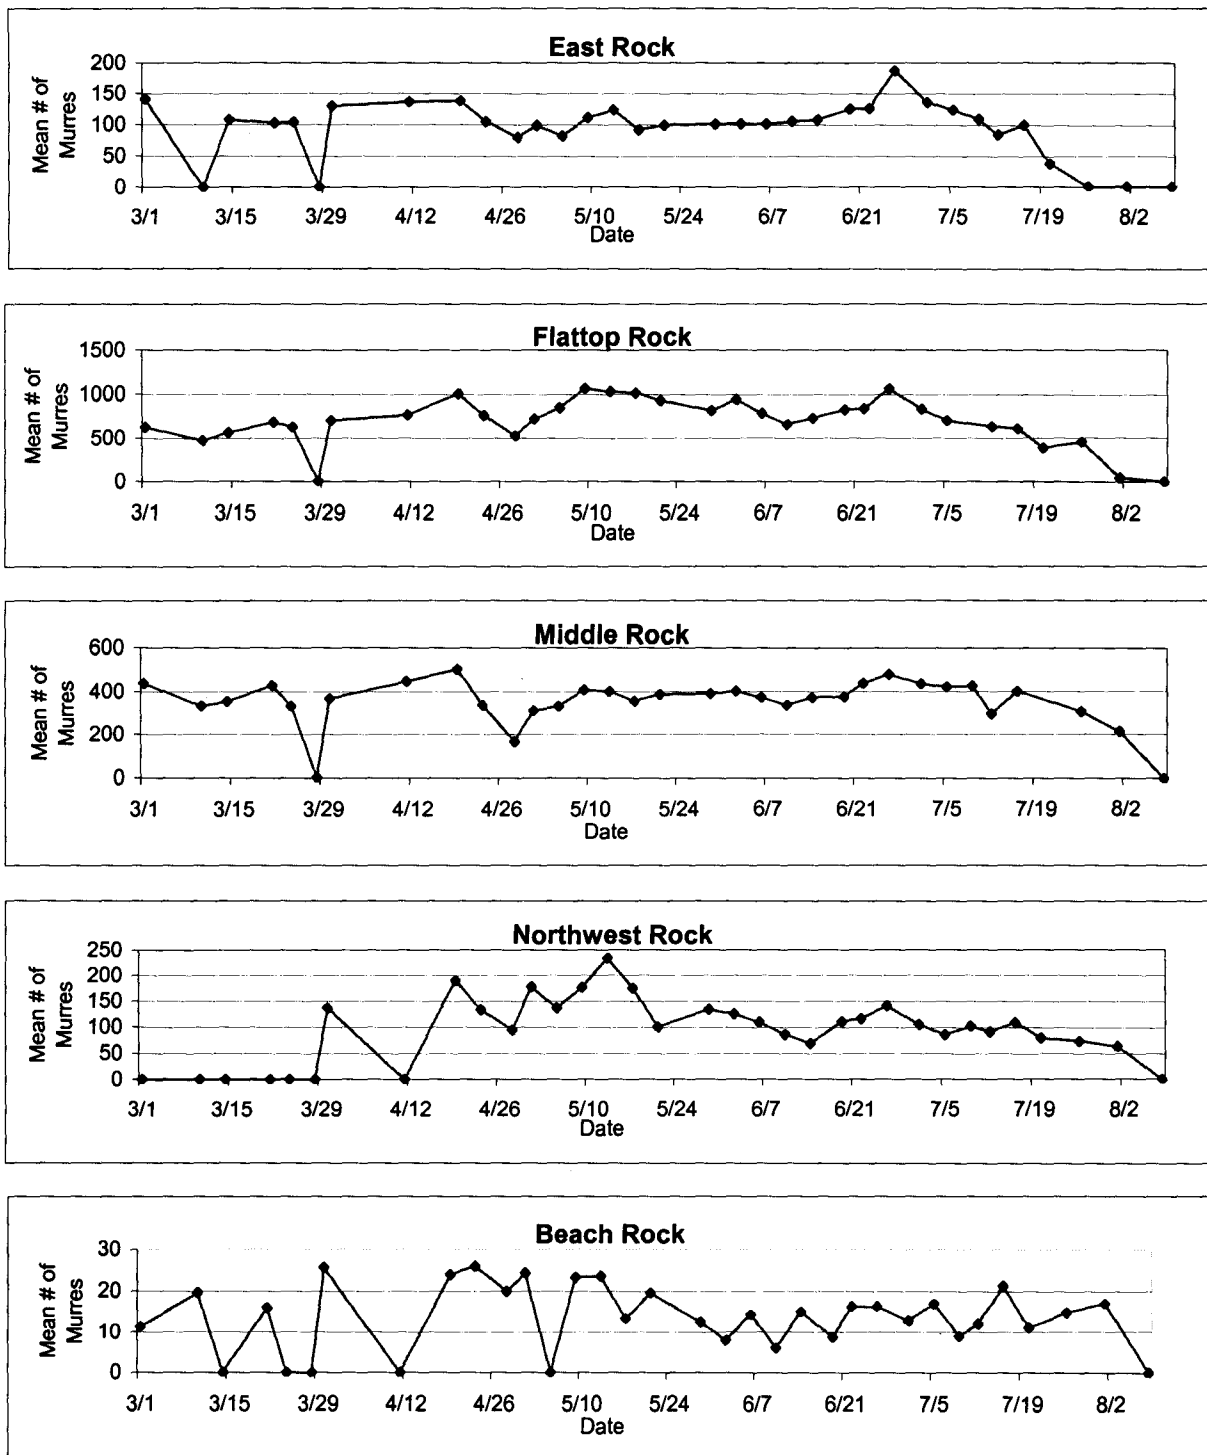 East Rock
Mean # of
Murres
200
150
100
50
0
3/1 3/15 3/29 4/12 4/26 5/10 5/24 6/7 6/21 7/5 7/19 8/2
Date
Flattop Rock
Mean # of
Murres
1500
1000
500
0
3/1 3/15 3/29 4/12 4/26 5/10 5/24 6/7 6/21 7/5 7/19 8/2
Date
Middle Rock
Mean # of
Murres
600
400
200
0
3/1 3/15 3/29 4/12 4/26 5/10 5/24 6/7 6/21 7/5 7/19 8/2
Date
Northwest Rock
Mean # of
Murres
250
200
150
100
50
0
3/1 3/15 3/29 4/12 4/26 5/10 5/24 6/7 6/21 7/5 7/19 8/2
Date
Beach Rock
Mean # of
Murres
30
20
10
0
3/1 3/15 3/29 4/12 4/26 5/10 5/24 6/7 6/21 7/5 7/19 8/2
Date